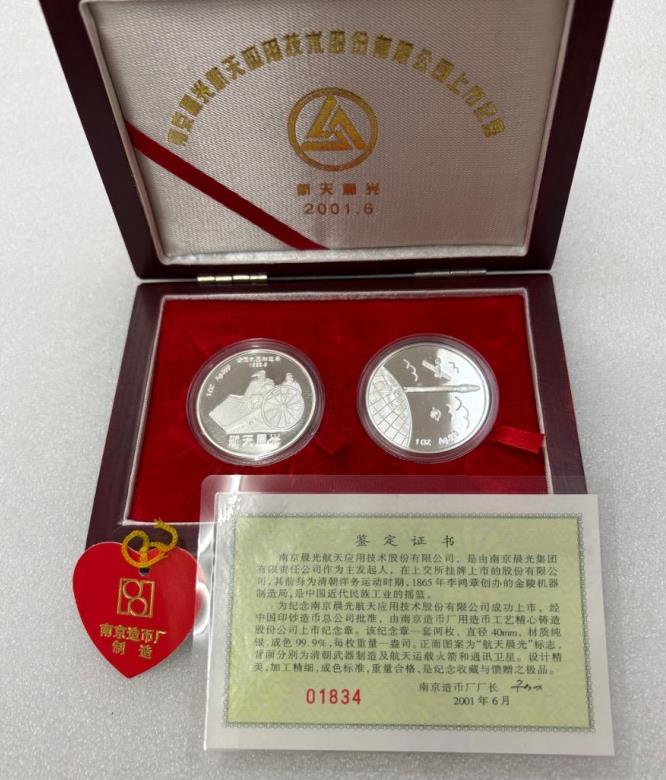 南京晨光航天应用技术股份有限公司上市纪念
航天晨光
2001.6
1865.6
1oz Ag.999
航天晨光
1oz Ag.999
南京造币厂
制造
鉴定证书
南京晨光航天应用技术股份有限公司，是由南京晨光集团
有限责任公司作为主发起人，在上交所挂牌上市的股份有限公
司，其前身为清朝洋务运动时期，1865年李鸿章创办的金陵机器
制造局，是中国近代民族工业的摇篮。
为纪念南京晨光航天应用技术股份有限公司成功上市，经
中国印钞造币总公司批准，由南京造币厂用造币工艺精心铸造
股份公司上市纪念章。该纪念章一套两枚，直径40mm，材质纯
银，成色99.9%，每枚重量一盎司。正面图案为“航天晨光”标志，
背面分别为清朝武器制造及航天运载火箭和通讯卫星。设计精
美，加工精细，成色标准，重量合格，是纪念收藏与馈赠之极品。
南京造币厂厂长
01834
2001年6月